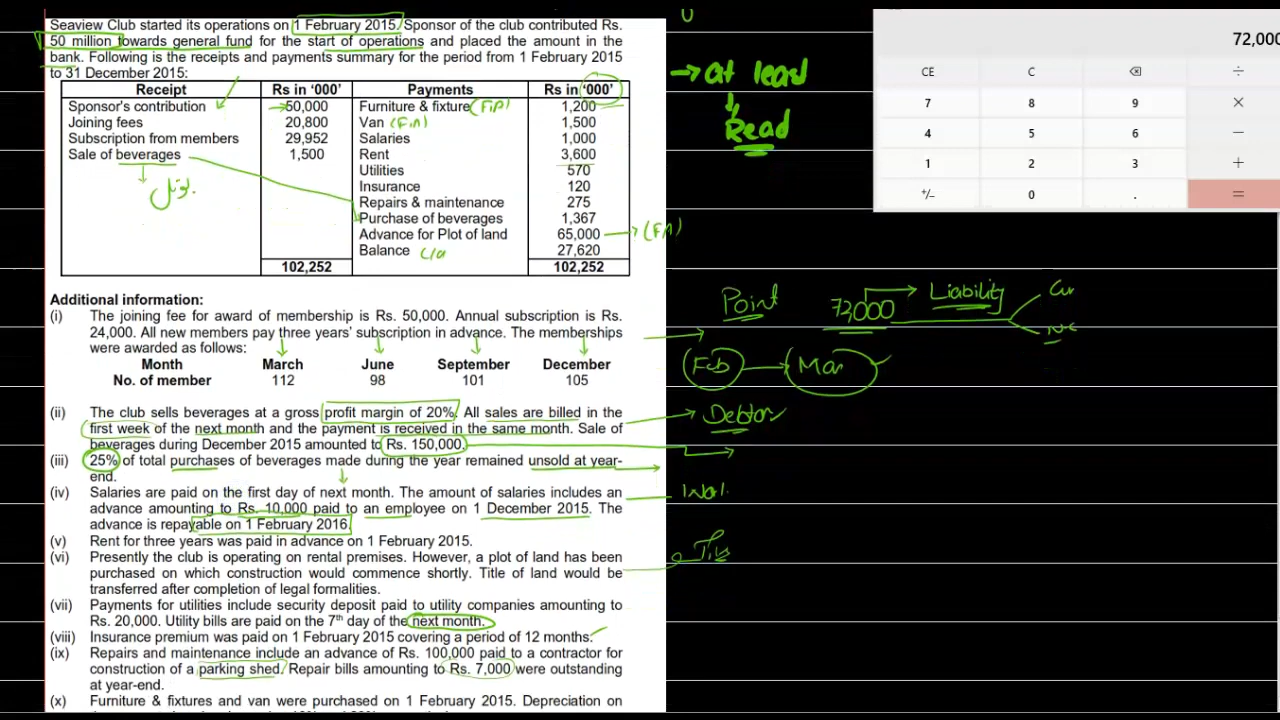 Seaview Club started its operations on 1 February 2015. Sponsor of the club contributed Rs.
50 million towards general fund for the start of operations and placed the amount in the
bank. Following is the receipts and payments summary for the period from 1 February 2015
to 31 December 2015:
Receipt Rs in '000' Payments Rs in '000'
Sponsor's contribution 50,000 Furniture & fixture 1,200
Joining fees 20,800 Van 1,500
Subscription from members 29,952 Salaries 1,000
Sale of beverages 1,500 Rent 3,600
Utilities 570
Insurance 120
Repairs & maintenance 275
Purchase of beverages 1,367
Advance for Plot of land 65,000
Balance 27,620
102,252 102,252
Additional information:
(i) The joining fee for award of membership is Rs. 50,000. Annual subscription is Rs.
24,000. All new members pay three years' subscription in advance. The memberships
were awarded as follows:
Month March June September December
No. of member 112 98 101 105
(ii) The club sells beverages at a gross profit margin of 20%. All sales are billed in the
first week of the next month and the payment is received in the same month. Sale of
beverages during December 2015 amounted to Rs. 150,000.
(iii) 25% of total purchases of beverages made during the year remained unsold at year-
end.
(iv) Salaries are paid on the first day of next month. The amount of salaries includes an
advance amounting to Rs. 10,000 paid to an employee on 1 December 2015. The
advance is repayable on 1 February 2016.
(v) Rent for three years was paid in advance on 1 February 2015.
(vi) Presently the club is operating on rental premises. However, a plot of land has been
purchased on which construction would commence shortly. Title of land would be
transferred after completion of legal formalities.
(vii) Payments for utilities include security deposit paid to utility companies amounting to
Rs. 20,000. Utility bills are paid on the 7th day of the next month.
(viii) Insurance premium was paid on 1 February 2015 covering a period of 12 months.
(ix) Repairs and maintenance include an advance of Rs. 100,000 paid to a contractor for
construction of a parking shed. Repair bills amounting to Rs. 7,000 were outstanding
at year-end.
(x) Furniture & fixtures and van were purchased on 1 February 2015. Depreciation on
at least
Read
Point 72,000 Liability
Feb Mar
Debtor
72,000
CE C ⌫ ÷
7 8 9 ×
4 5 6 −
1 2 3 +
+/− 0 . =